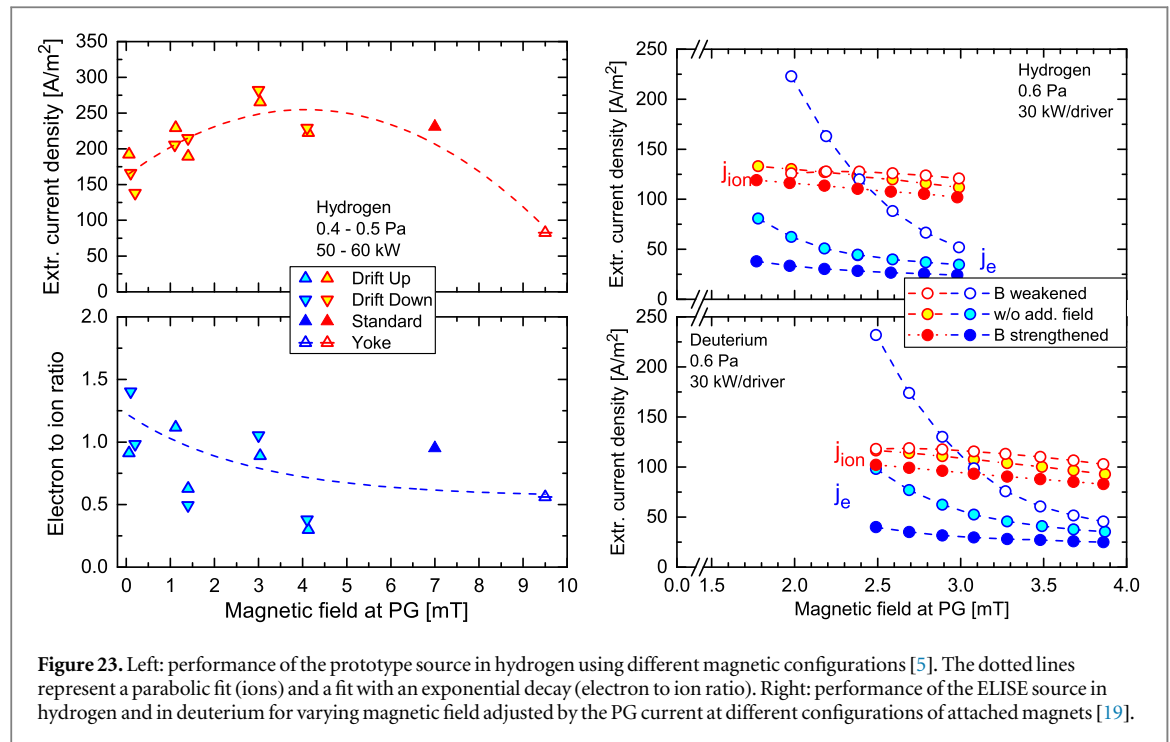 350
300
250
200
150
100
50
0
Extr. current density [A/m²]
Hydrogen
0.4 - 0.5 Pa
50 - 60 kW
Drift Up
Drift Down
Standard
Yoke
2.0
1.5
1.0
0.5
0.0
Electron to ion ratio
0 1 2 3 4 5 6 7 8 9 10
Magnetic field at PG [mT]
250
200
150
100
50
0
Extr. current density [A/m²]
Hydrogen
0.6 Pa
30 kW/driver
jion
je
B weakened
w/o add. field
B strengthened
250
200
150
100
50
0
Extr. current density [A/m²]
Deuterium
0.6 Pa
30 kW/driver
jion
je
0.0 1.5 2.0 2.5 3.0 3.5 4.0
Magnetic field at PG [mT]
Figure 23. Left: performance of the prototype source in hydrogen using different magnetic configurations [5]. The dotted lines
represent a parabolic fit (ions) and a fit with an exponential decay (electron to ion ratio). Right: performance of the ELISE source in
hydrogen and in deuterium for varying magnetic field adjusted by the PG current at different configurations of attached magnets [19].